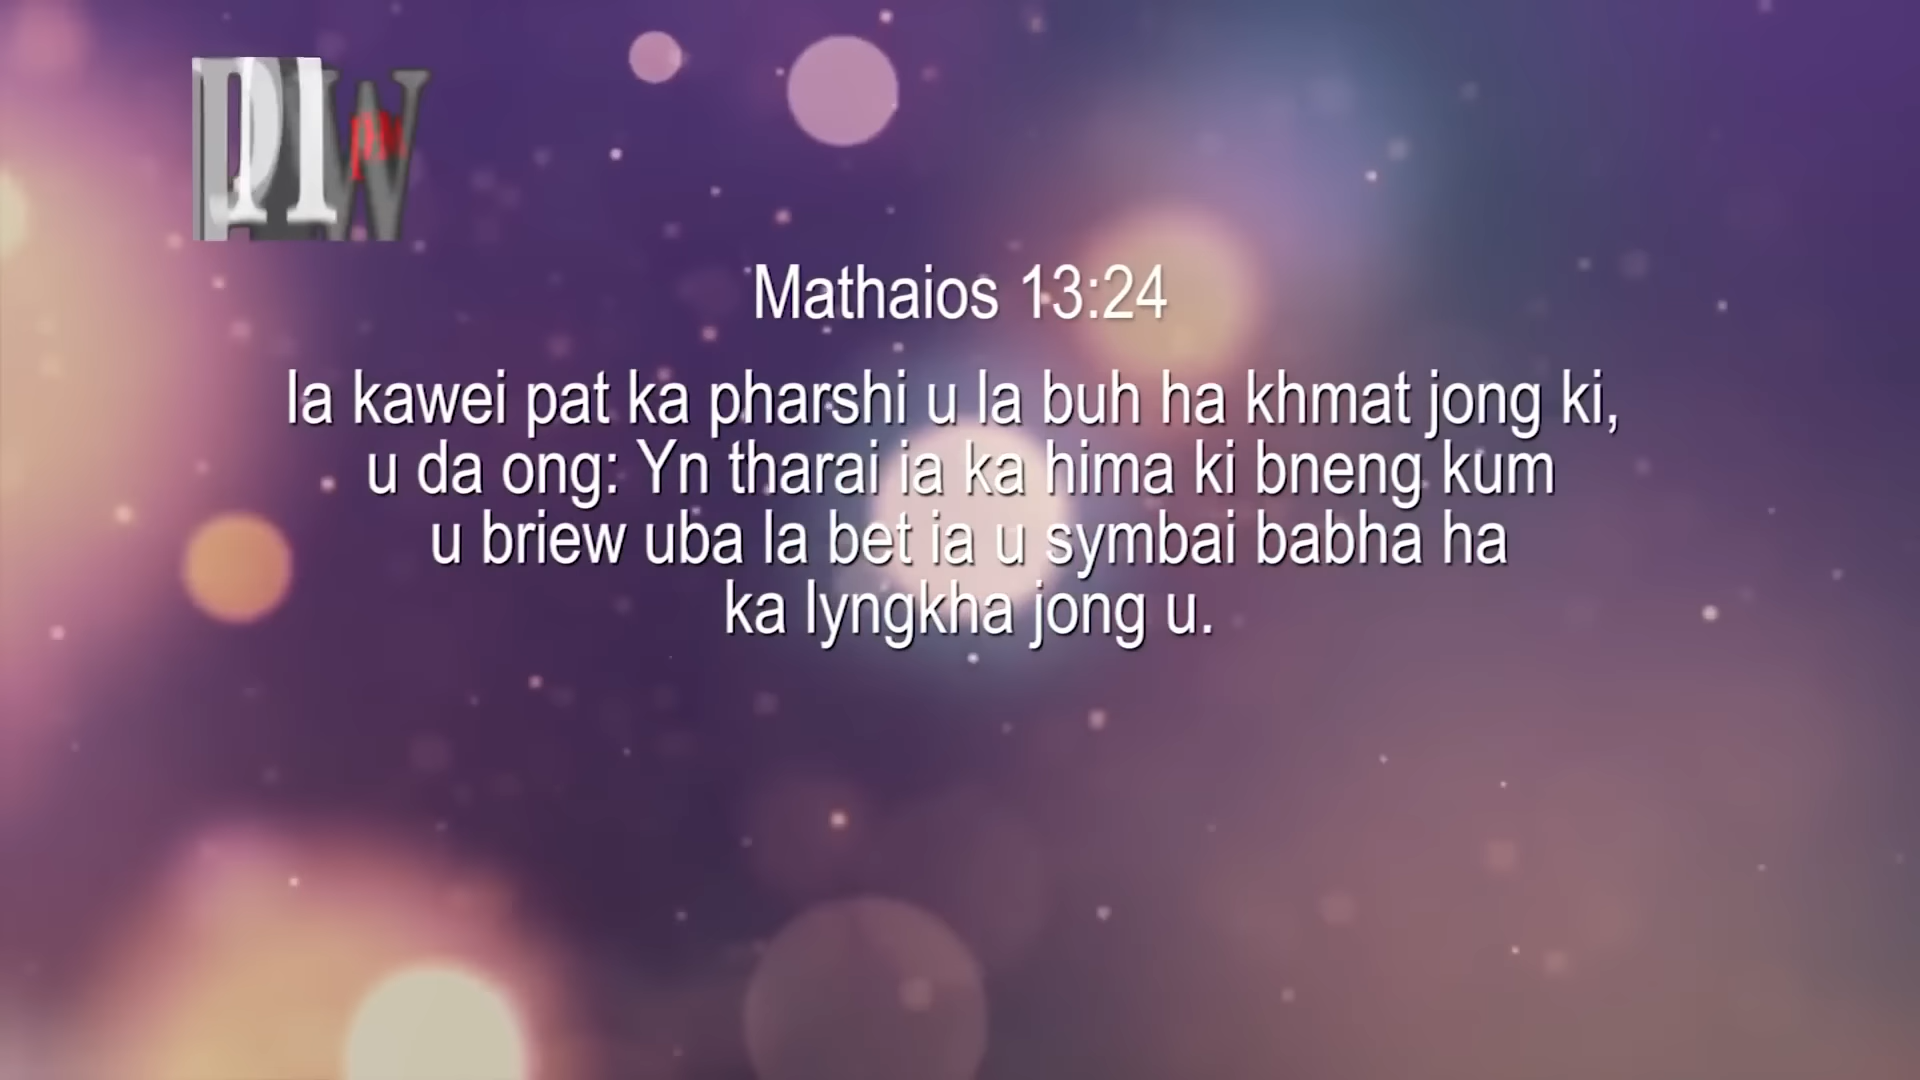 Mathaios 13:24
Ia kawei pat ka pharshi u la buh ha khmat jong ki,
u da ong: Yn tharai ia ka hima ki bneng kum
u briew uba la bet ia u symbai babha ha
ka lyngkha jong u.